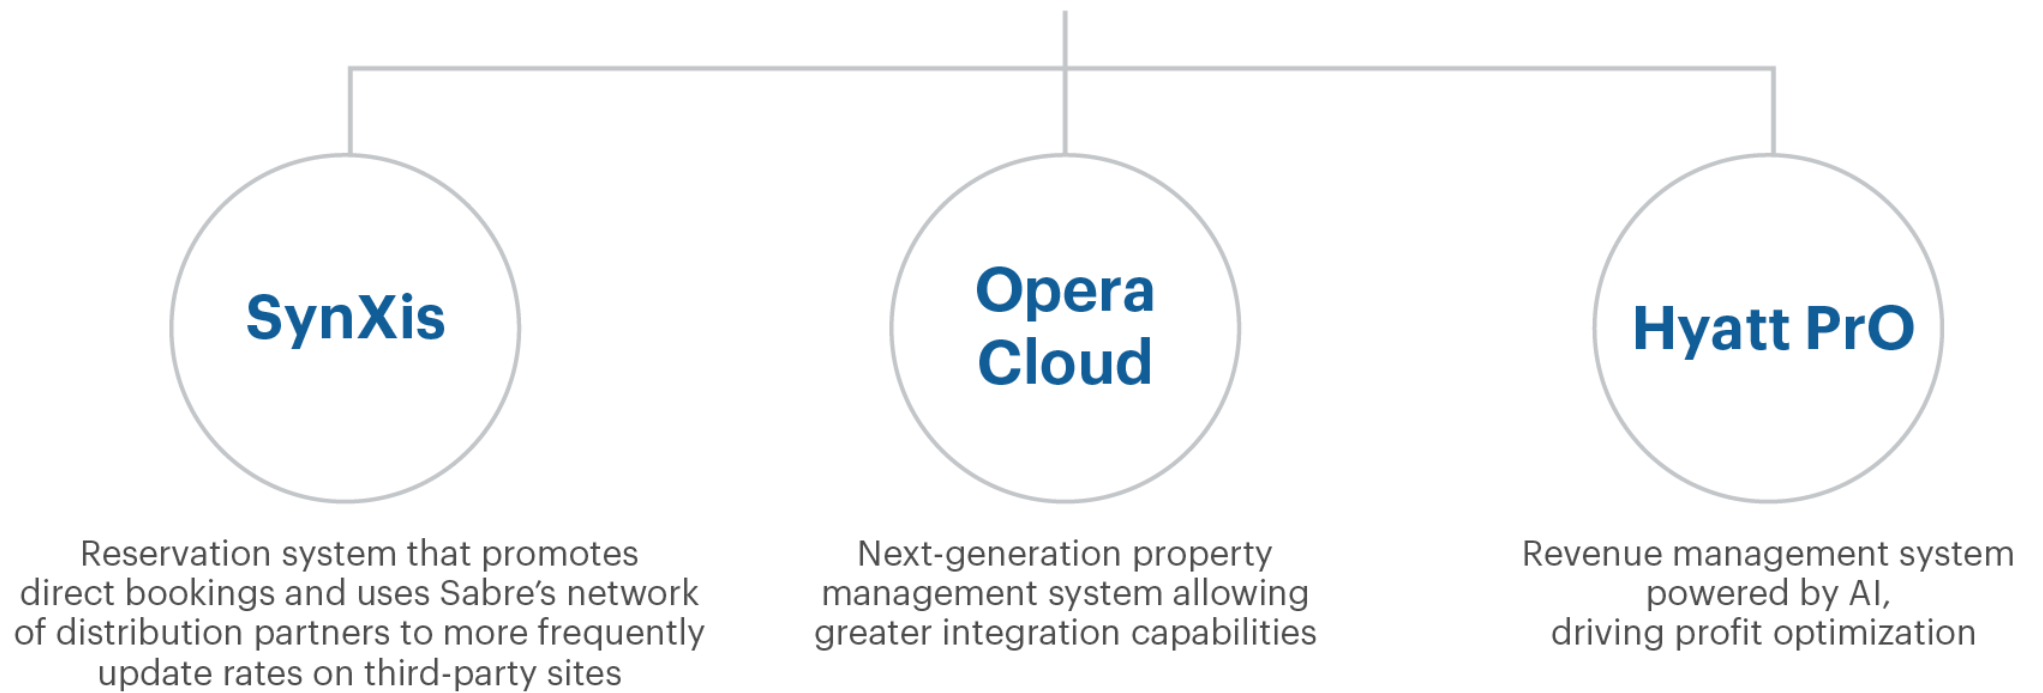 SynXis
Reservation system that promotes
direct bookings and uses Sabre’s network
of distribution partners to more frequently
update rates on third-party sites
Opera
Cloud
Next-generation property
management system allowing
greater integration capabilities
Hyatt PrO
Revenue management system
powered by AI,
driving profit optimization